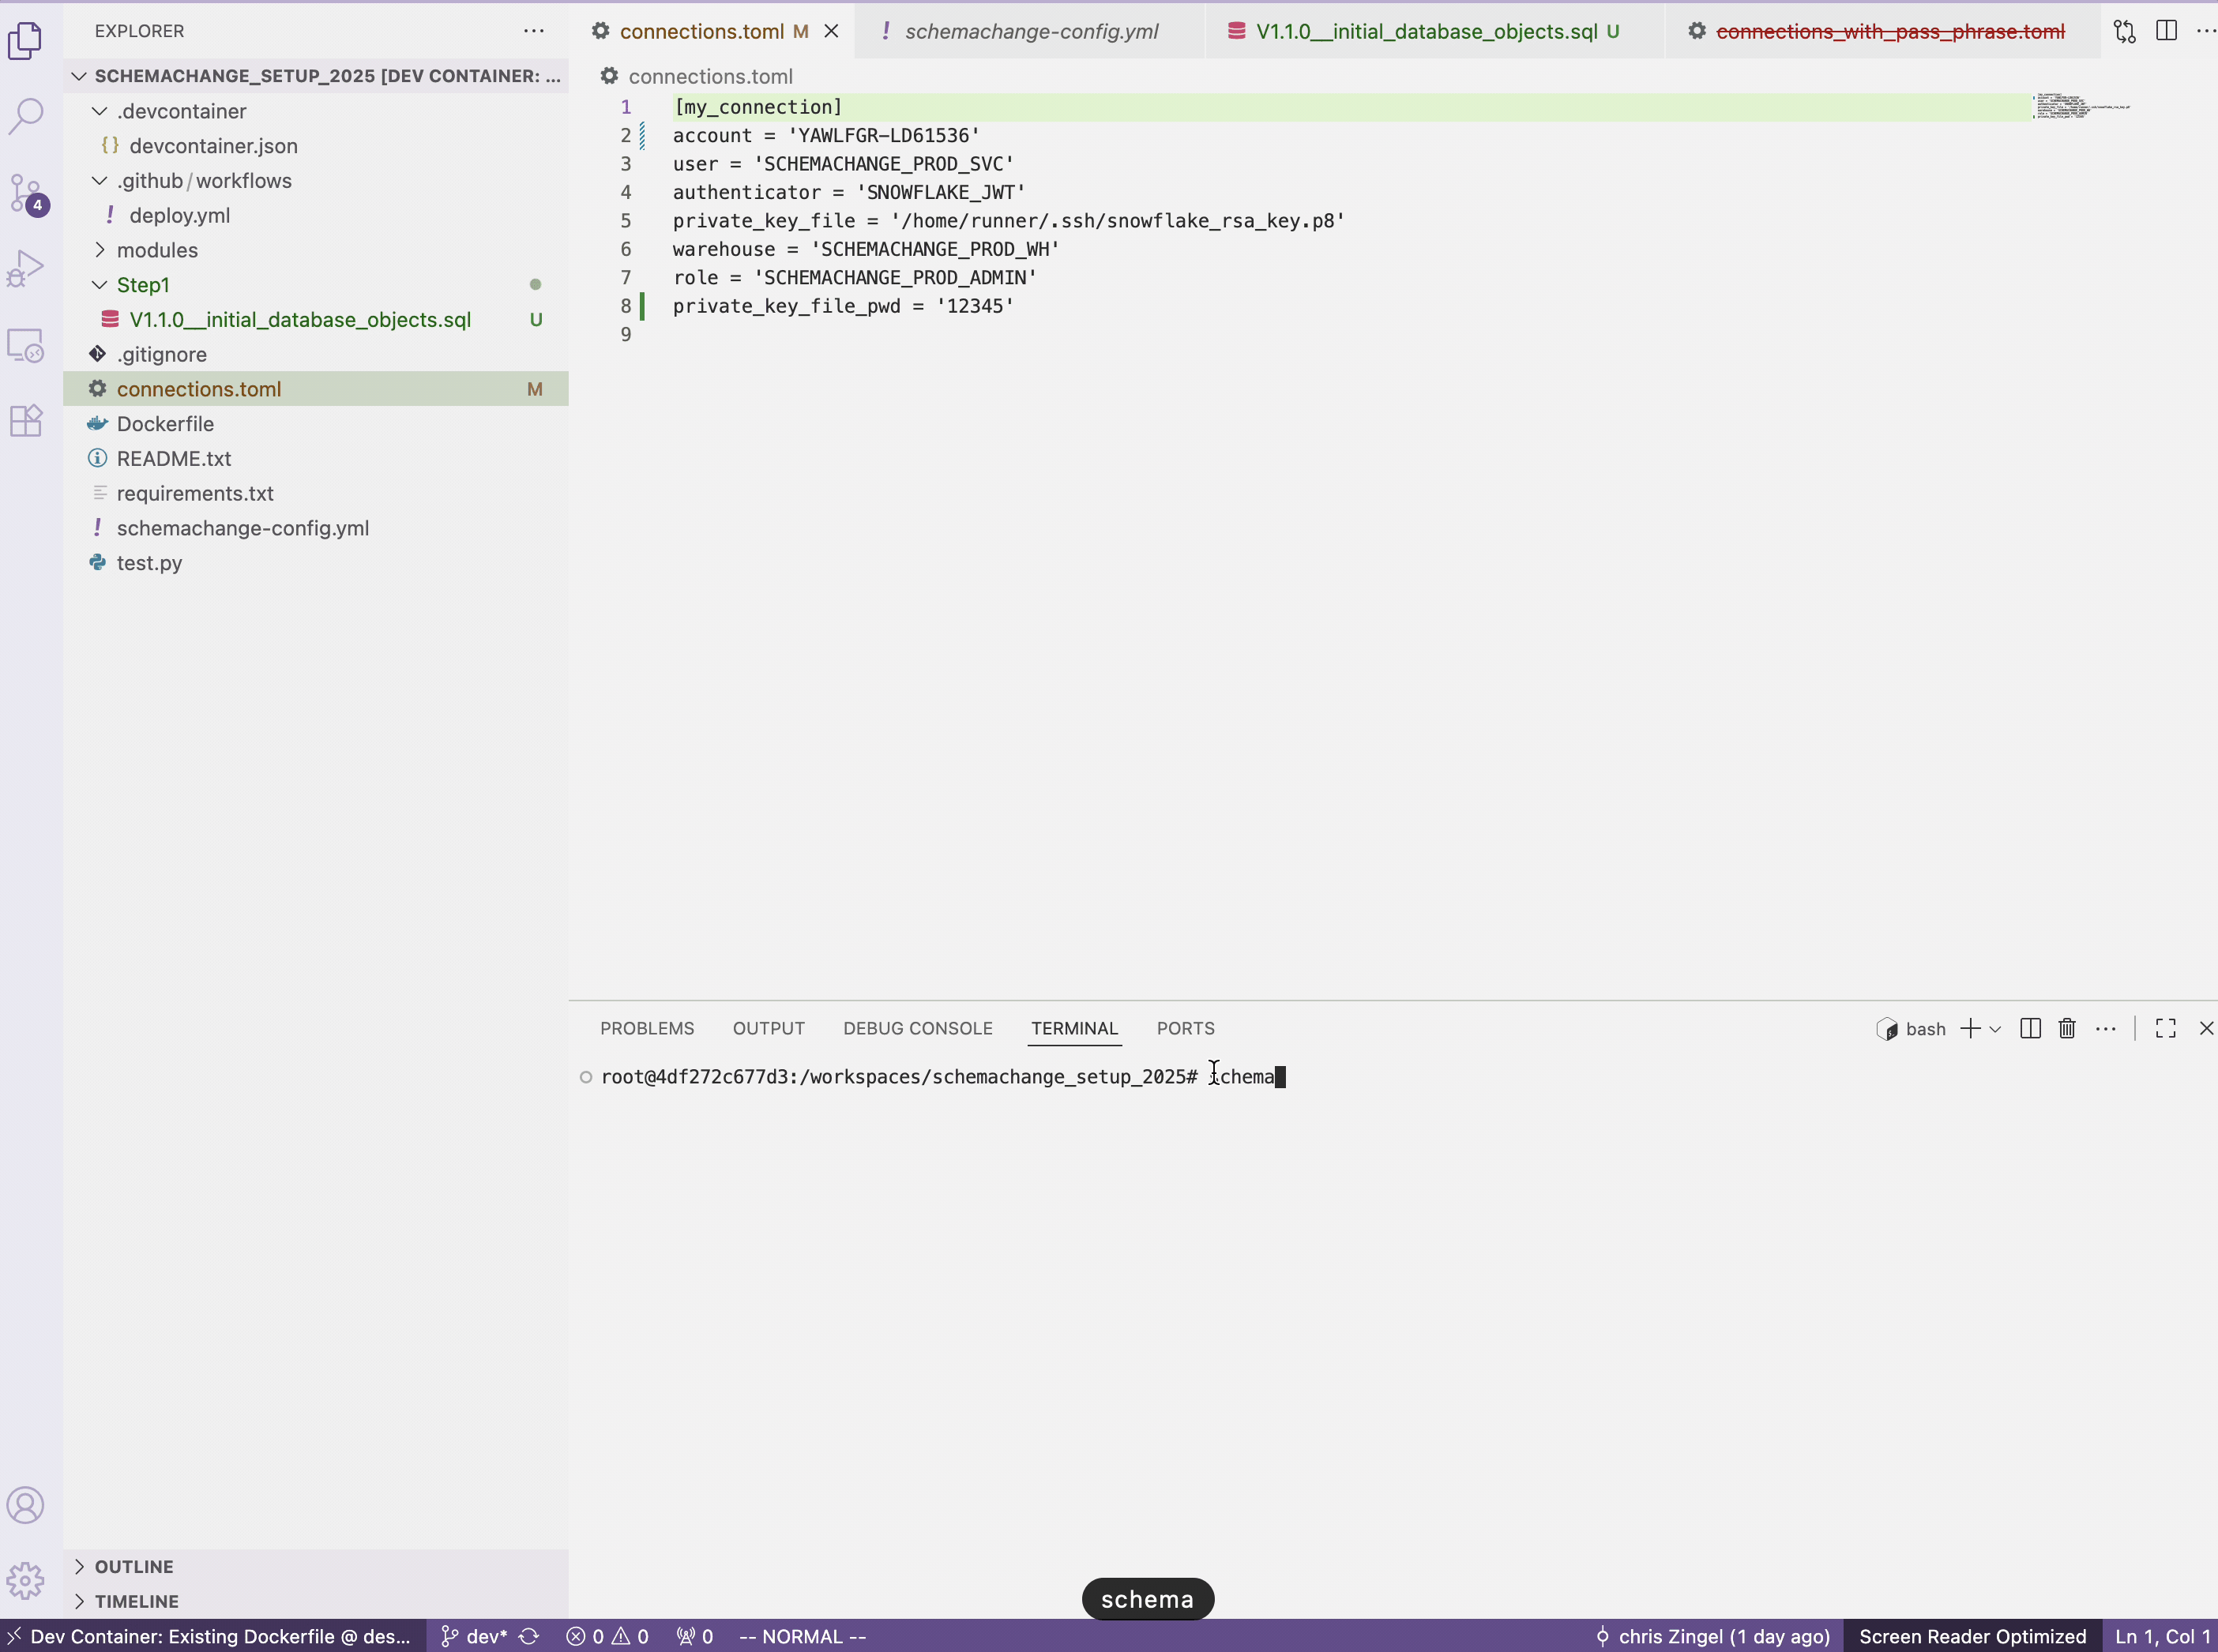 EXPLORER
SCHEMACHANGE_SETUP_2025 [DEV CONTAINER: ...
.devcontainer
{} devcontainer.json
.github/workflows
! deploy.yml
modules
Step1
V1.1.0__initial_database_objects.sql U
.gitignore
connections.toml M
Dockerfile
README.txt
requirements.txt
! schemachange-config.yml
test.py
OUTLINE
TIMELINE
4
connections.toml M
! schemachange-config.yml
V1.1.0__initial_database_objects.sql U
connections_with_pass_phrase.toml
connections.toml
1 [my_connection]
2 account = 'YAWLFGR-LD61536'
3 user = 'SCHEMACHANGE_PROD_SVC'
4 authenticator = 'SNOWFLAKE_JWT'
5 private_key_file = '/home/runner/.ssh/snowflake_rsa_key.p8'
6 warehouse = 'SCHEMACHANGE_PROD_WH'
7 role = 'SCHEMACHANGE_PROD_ADMIN'
8 private_key_file_pwd = '12345'
9
PROBLEMS OUTPUT DEBUG CONSOLE TERMINAL PORTS
bash
root@4df272c677d3:/workspaces/schemachange_setup_2025# schema
schema
Dev Container: Existing Dockerfile @ des... dev* 0 0 0 -- NORMAL -- chris Zingel (1 day ago) Screen Reader Optimized Ln 1, Col 1